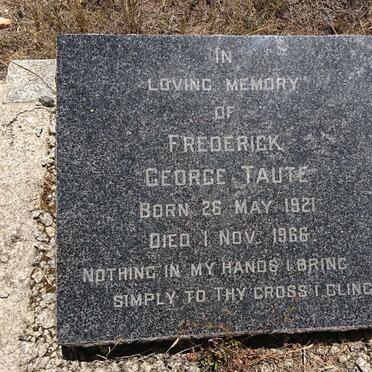 IN
LOVING MEMORY
OF
FREDERICK
GEORGE TAUTE
BORN 26 MAY 1921
DIED 1 NOV. 1966
NOTHING IN MY HANDS I BRING
SIMPLY TO THY CROSS I CLING